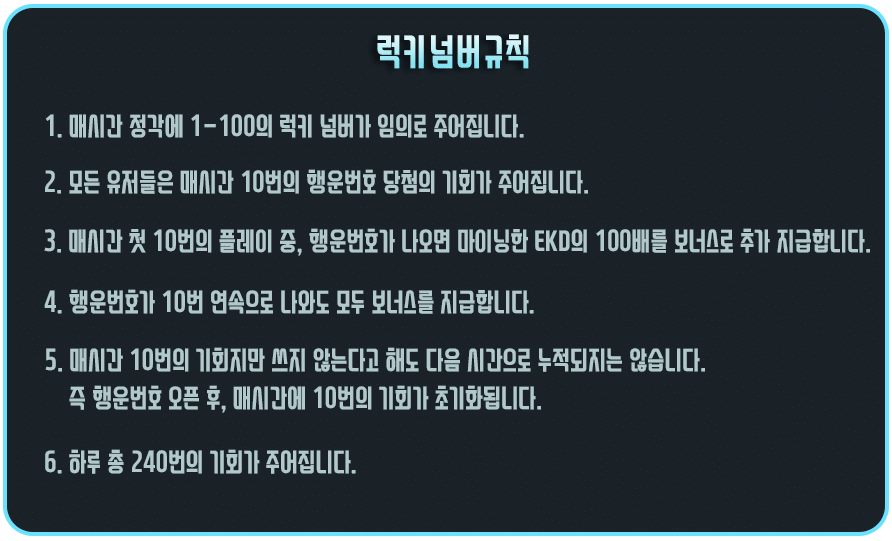 럭키넘버규칙
1. 매시간 정각에 1-100의 럭키 넘버가 임의로 주어집니다.
2. 모든 유저들은 매시간 10번의 행운번호 당첨의 기회가 주어집니다.
3. 매시간 첫 10번의 플레이 중, 행운번호가 나오면 마이닝한 EKD의 100배를 보너스로 추가 지급합니다.
4. 행운번호가 10번 연속으로 나와도 모두 보너스를 지급합니다.
5. 매시간 10번의 기회지만 쓰지 않는다고 해도 다음 시간으로 누적되지는 않습니다.
즉 행운번호 오픈 후, 매시간에 10번의 기회가 초기화됩니다.
6. 하루 총 240번의 기회가 주어집니다.